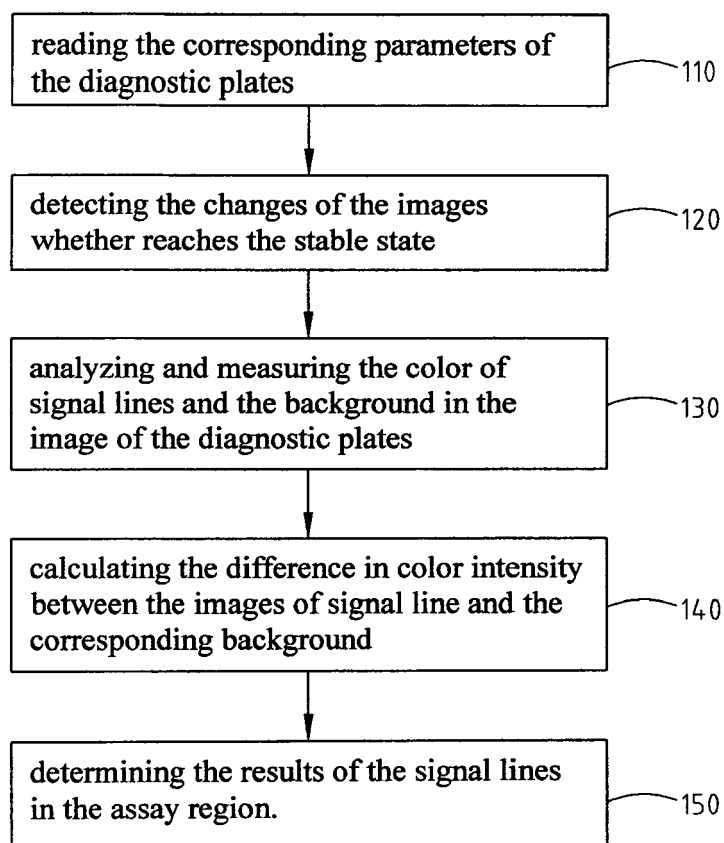 reading the corresponding parameters of
the diagnostic plates
110
detecting the changes of the images
whether reaches the stable state
120
analyzing and measuring the color of
signal lines and the background in the
image of the diagnostic plates
130
calculating the difference in color intensity
between the images of signal line and the
corresponding background
140
determining the results of the signal lines
in the assay region.
150